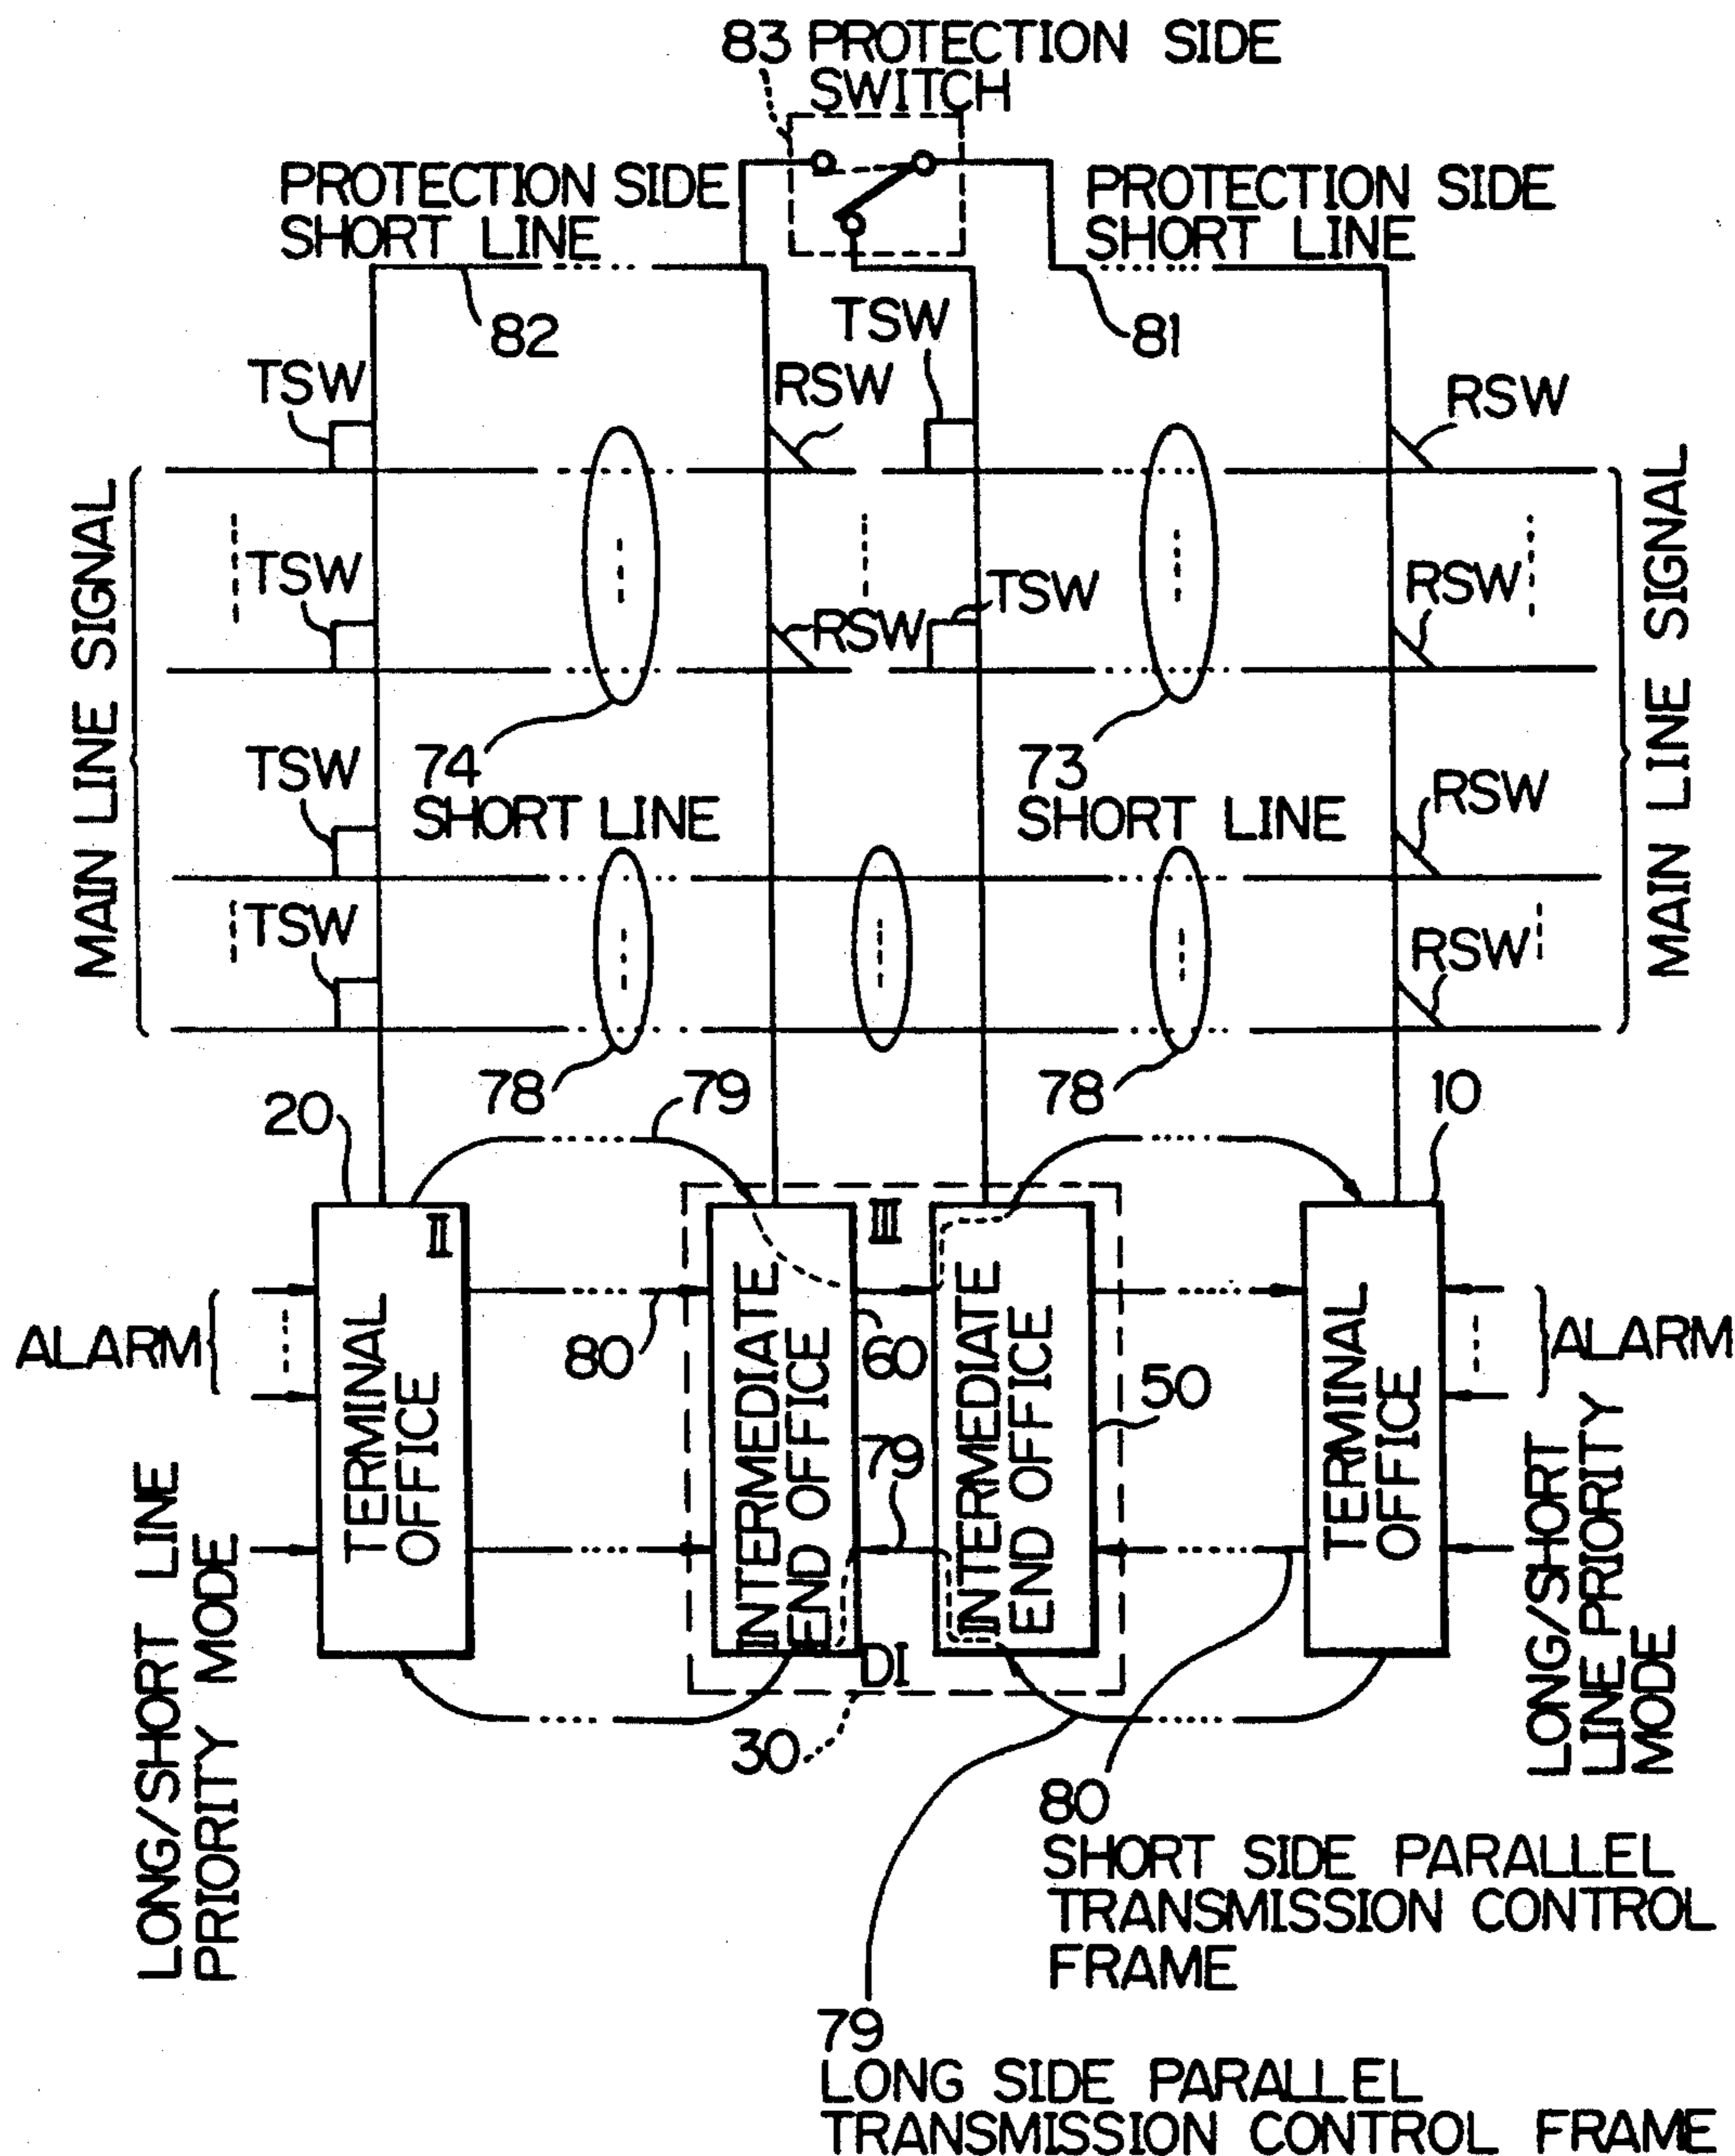 83 PROTECTION SIDE
SWITCH
PROTECTION SIDE
SHORT LINE
PROTECTION SIDE
SHORT LINE
82
TSW
81
TSW
RSW
RSW
MAIN LINE SIGNAL
TSW
RSW
TSW
RSW
MAIN LINE SIGNAL
74
SHORT LINE
73
SHORT LINE
TSW
RSW
TSW
RSW
78
79
78
20
10
II
III
ALARM
TERMINAL
OFFICE
80
INTERMEDIATE
END OFFICE
60
79
INTERMEDIATE
END OFFICE
50
TERMINAL
OFFICE
ALARM
LONG/SHORT LINE
PRIORITY MODE
DI
30
LONG/SHORT
LINE PRIORITY
MODE
80
SHORT SIDE PARALLEL
TRANSMISSION CONTROL
FRAME
79
LONG SIDE PARALLEL
TRANSMISSION CONTROL FRAME